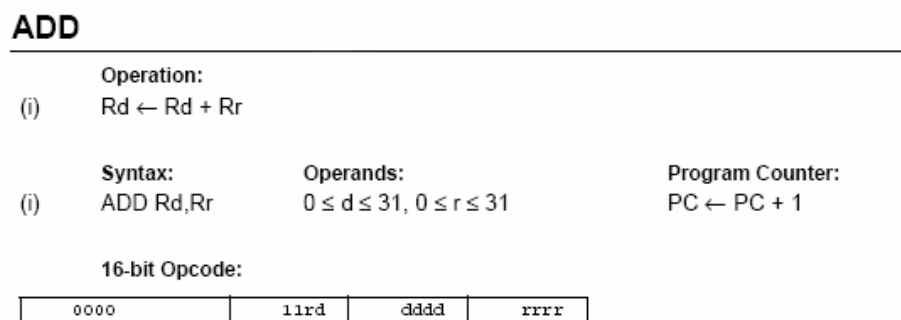 ADD
Operation:
(i) Rd ← Rd + Rr
Syntax: Operands: Program Counter:
(i) ADD Rd,Rr 0 ≤ d ≤ 31, 0 ≤ r ≤ 31 PC ← PC + 1
16-bit Opcode:
0000 11rd dddd rrrr